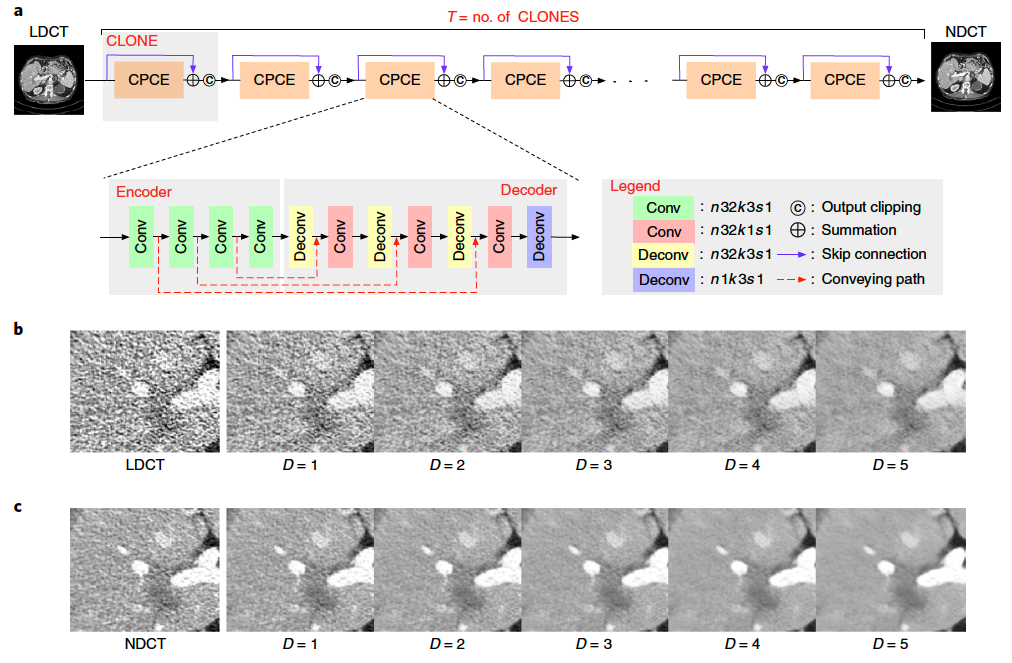 a
T = no. of CLONES
LDCT
NDCT
CLONE
CPCE CPCE CPCE CPCE . . . CPCE CPCE
© © © © © ©
Encoder
Decoder
Conv Conv Conv Conv Deconv Conv Deconv Conv Deconv Conv Deconv
Legend
Conv : n32k3s1
Conv : n32k1s1
Deconv : n32k3s1
Deconv : n1k3s1
© : Output clipping
⊕ : Summation
: Skip connection
: Conveying path
b
LDCT D = 1 D = 2 D = 3 D = 4 D = 5
c
NDCT D = 1 D = 2 D = 3 D = 4 D = 5